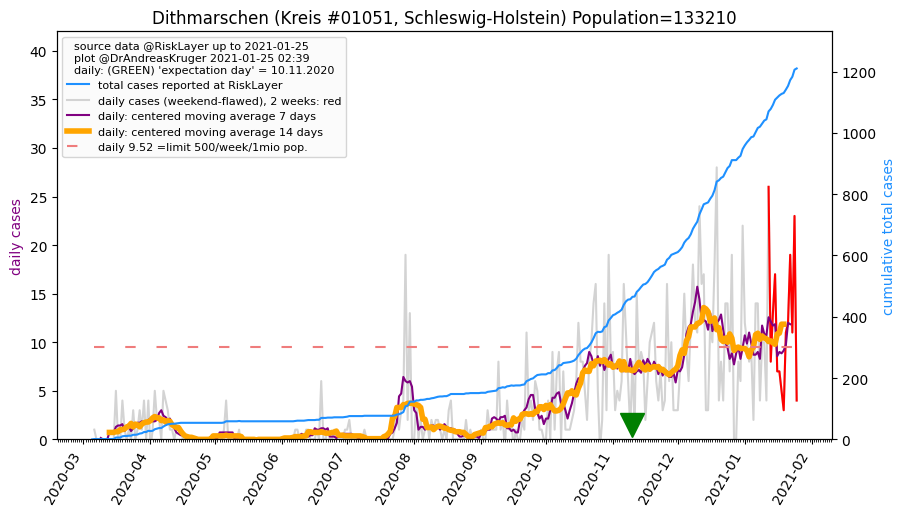 Dithmarschen (Kreis #01051, Schleswig-Holstein) Population=133210
source data @RiskLayer up to 2021-01-25
plot @DrAndreasKruger 2021-01-25 02:39
daily: (GREEN) 'expectation day' = 10.11.2020
total cases reported at RiskLayer
daily cases (weekend-flawed), 2 weeks: red
daily: centered moving average 7 days
daily: centered moving average 14 days
daily 9.52 =limit 500/week/1mio pop.
daily cases
40
35
30
25
20
15
10
5
0
cumulative total cases
1200
1000
800
600
400
200
0
2020-03
2020-04
2020-05
2020-06
2020-07
2020-08
2020-09
2020-10
2020-11
2020-12
2021-01
2021-02